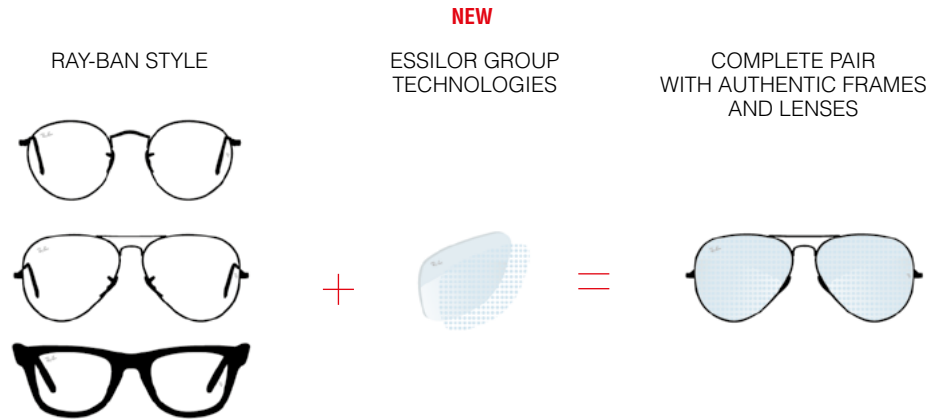 NEW
RAY-BAN STYLE
ESSILOR GROUP
TECHNOLOGIES
COMPLETE PAIR
WITH AUTHENTIC FRAMES
AND LENSES
+
=